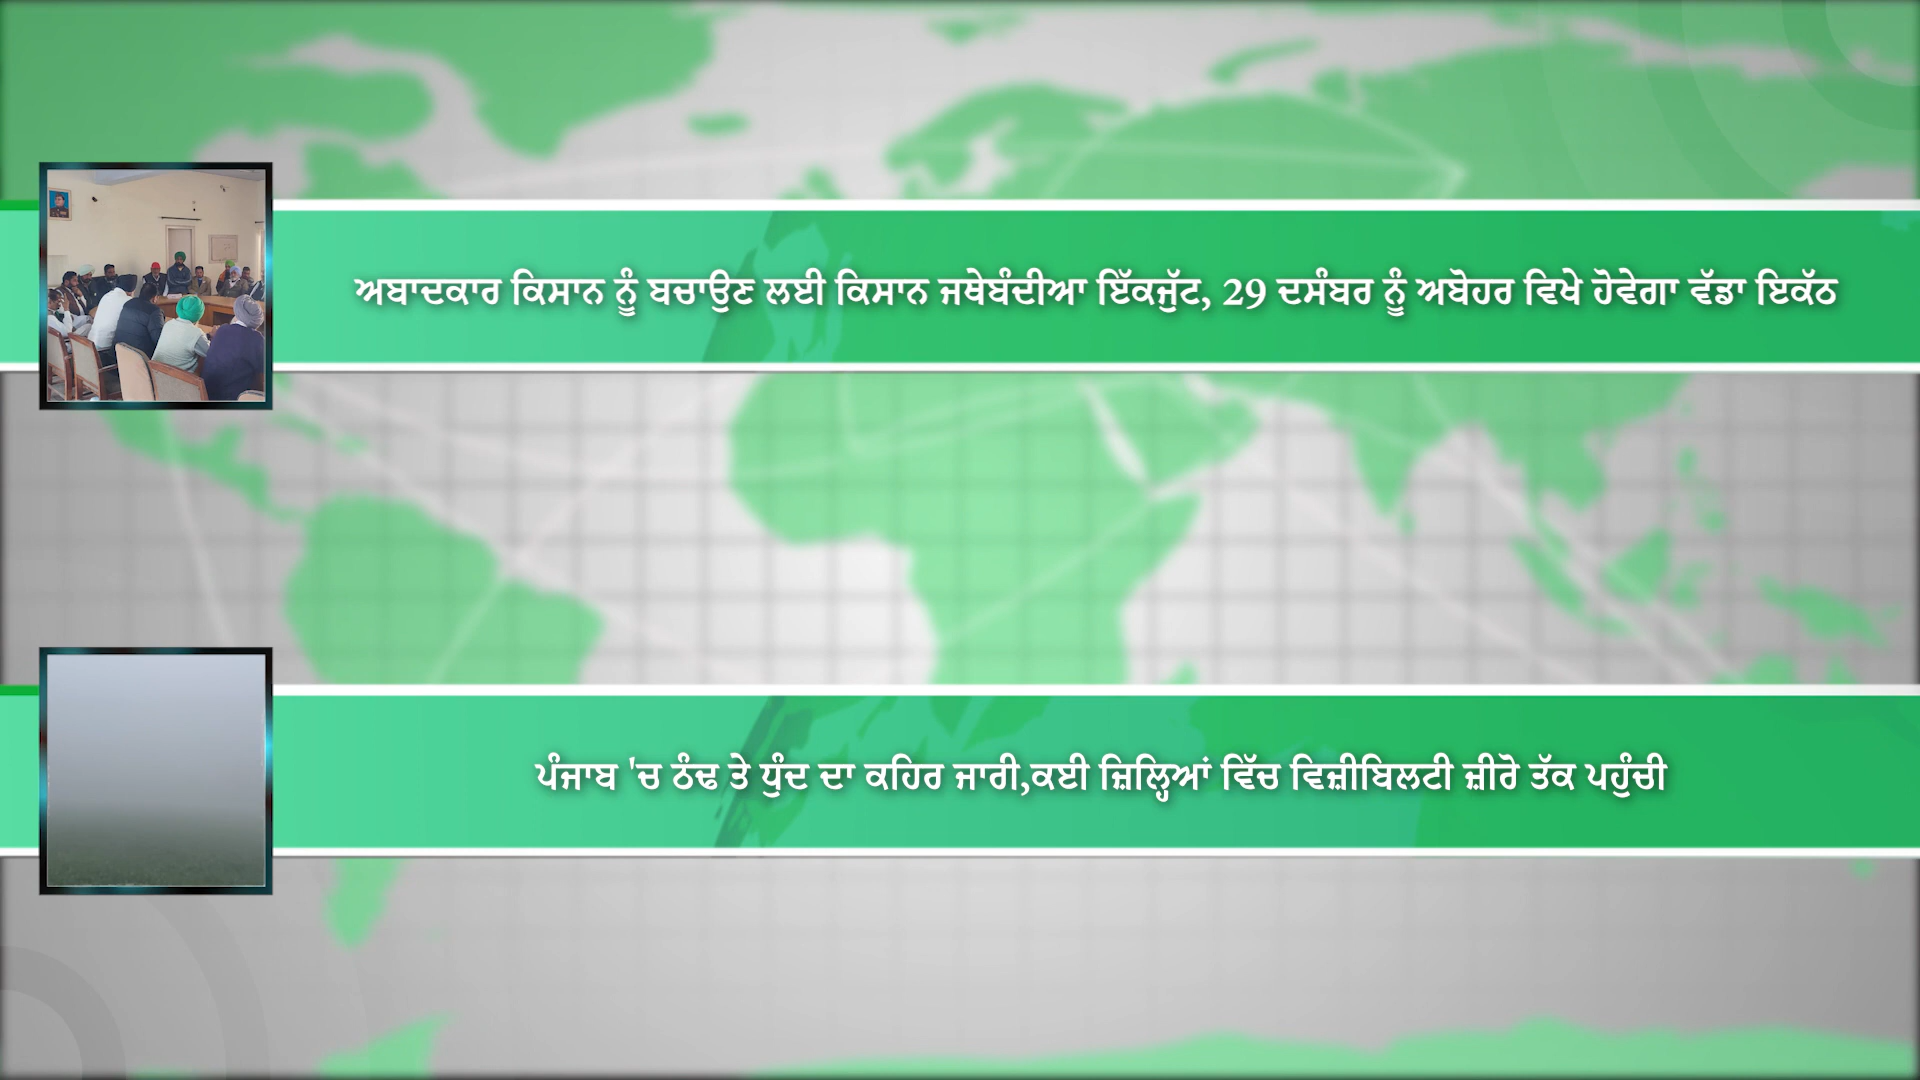 ਅਬਾਦਕਾਰ ਕਿਸਾਨ ਨੂੰ ਬਚਾਉਣ ਲਈ ਕਿਸਾਨ ਜਥੇਬੰਦੀਆ ਇੱਕਜੁੱਟ, 29 ਦਸੰਬਰ ਨੂੰ ਅਬੋਹਰ ਵਿਖੇ ਹੋਵੇਗਾ ਵੱਡਾ ਇਕੱਠ
ਪੰਜਾਬ 'ਚ ਠੰਢ ਤੇ ਧੁੰਦ ਦਾ ਕਹਿਰ ਜਾਰੀ,ਕਈ ਜ਼ਿਲ੍ਹਿਆਂ ਵਿੱਚ ਵਿਜ਼ੀਬਿਲਟੀ ਜ਼ੀਰੋ ਤੱਕ ਪਹੁੰਚੀ